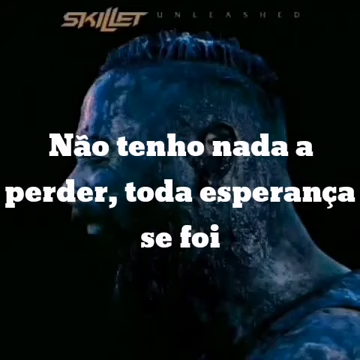 SKILLET UNLEASHED
Não tenho nada a
perder, toda esperança
se foi